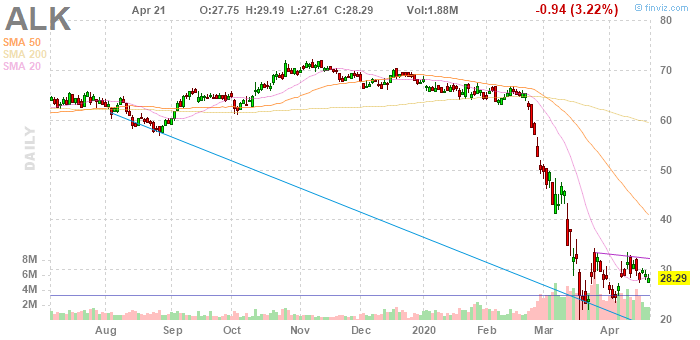 ALK
Apr 21 O:27.75 H:29.19 L:27.61 C:28.29 Vol:1.88M -0.94 (3.22%)
© finviz.com
SMA 50
SMA 200
SMA 20
DAILY
80
70
60
50
40
30
28.29
20
8M
6M
4M
2M
Aug Sep Oct Nov Dec 2020 Feb Mar Apr